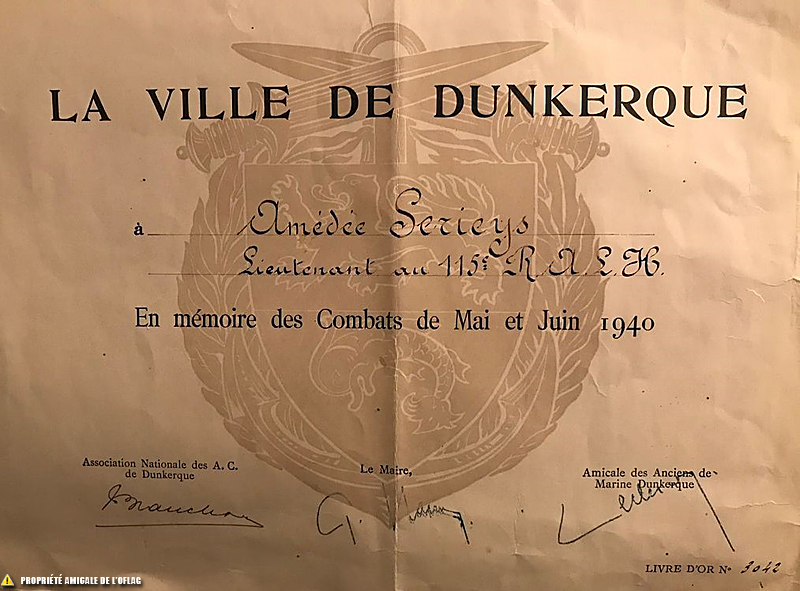 LA VILLE DE DUNKERQUE
à Amédée Serieys
Lieutenant au 115e R.A.L.H.
En mémoire des Combats de Mai et Juin 1940
Association Nationale des A. C.
de Dunkerque
Le Maire,
Amicale des Anciens de
Marine Dunkerque
LIVRE D'OR No 3042
PROPRIÉTÉ AMICALE DE L'OFLAG